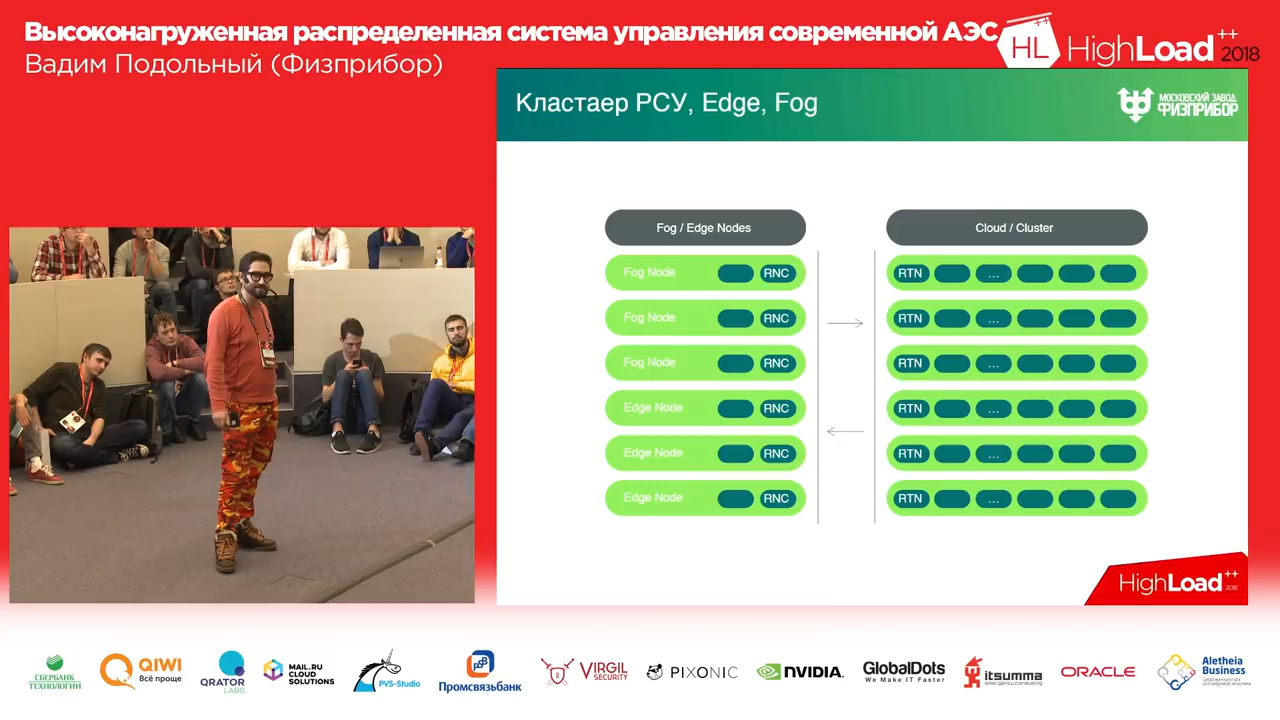 Высоконагруженная распределенная система управления современной АЭС
Вадим Подольный (Физприбор)
HL HighLoad++ 2018
Кластаер РСУ, Edge, Fog
МОСКОВСКИЙ ЗАВОД
ФИЗПРИБОР
Fog / Edge Nodes
Cloud / Cluster
Fog Node RNC
RTN ...
Fog Node RNC
RTN ...
Fog Node RNC
RTN ...
Edge Node RNC
RTN ...
Edge Node RNC
RTN ...
Edge Node RNC
RTN ...
HighLoad++ 2018
СБЕРБАНК
ТЕХНОЛОГИИ
QIWI
Всё проще
QRATOR
LABS
MAIL.RU
CLOUD
SOLUTIONS
PVS-Studio
PSB
Промсвязьбанк
VIRGIL
SECURITY
PIXONIC
NVIDIA.
GlobalDots
We Make IT Faster
itsumma
emergency consulting
ORACLE
Aletheia
Business